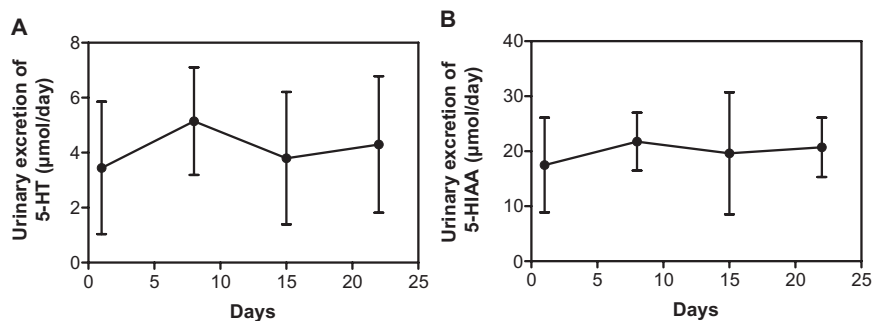 A
Urinary excretion of
5-HT (μmol/day)
8
6
4
2
0
0 5 10 15 20 25
Days
B
Urinary excretion of
5-HIAA (μmol/day)
40
30
20
10
0
0 5 10 15 20 25
Days